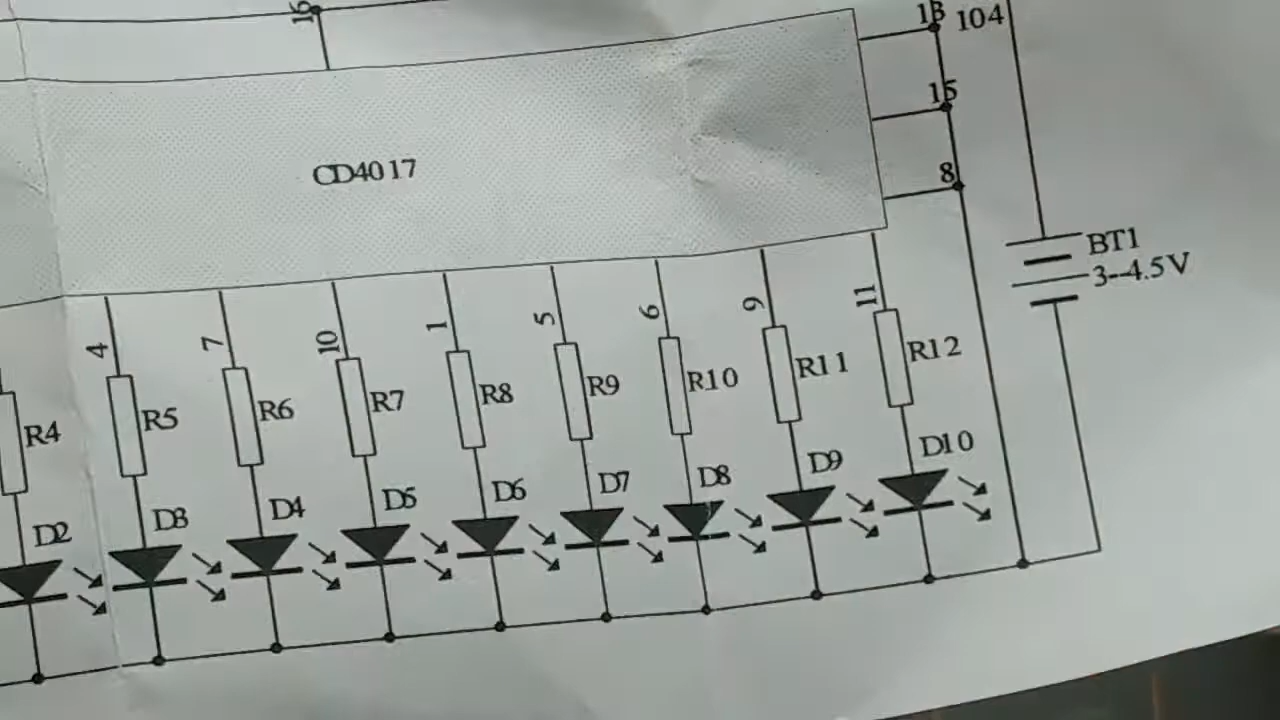 16
13 104
15
CD4017
8
BT1
3--4.5V
4 7 10 1 5 6 9 11
R4 R5 R6 R7 R8 R9 R10 R11 R12
D2 D3 D4 D5 D6 D7 D8 D9 D10